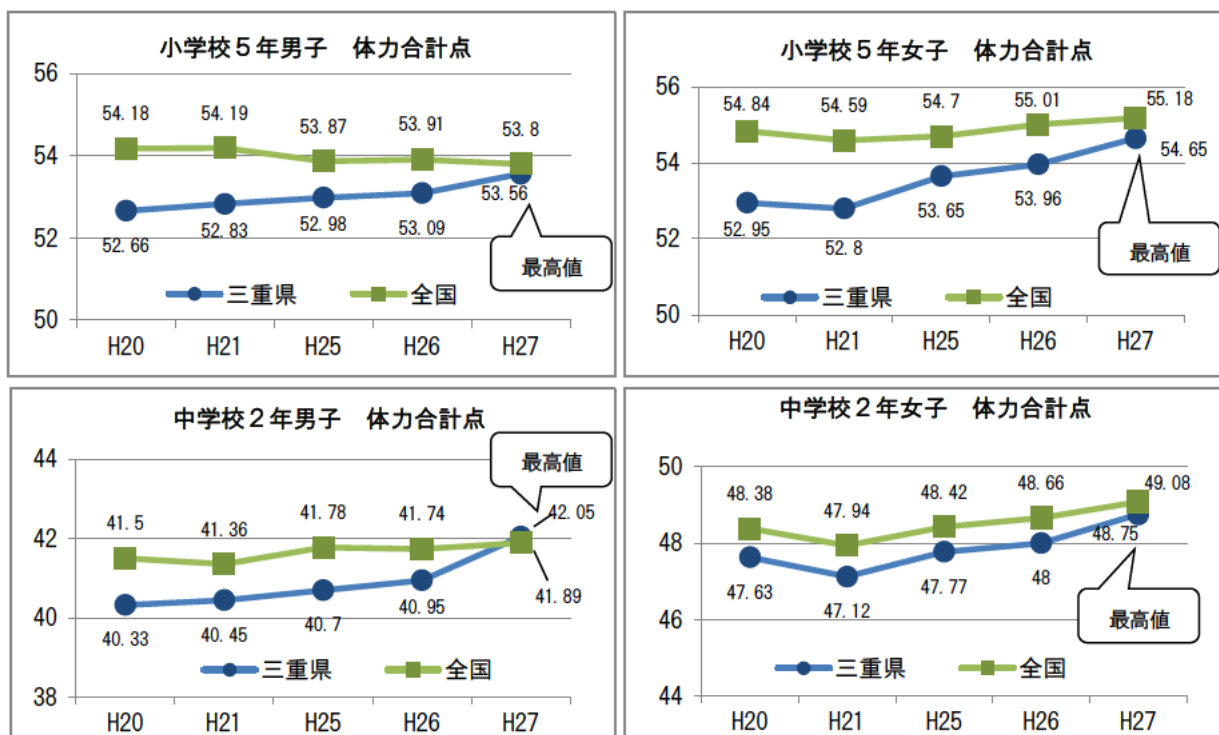 小学校５年男子　体力合計点
56
54
52
50
54.18
54.19
53.87
53.91
53.8
52.66
52.83
52.98
53.09
53.56
最高値
三重県
全国
H20
H21
H25
H26
H27
小学校５年女子　体力合計点
56
54
52
50
54.84
54.59
54.7
55.01
55.18
52.95
52.8
53.65
53.96
54.65
最高値
三重県
全国
H20
H21
H25
H26
H27
中学校２年男子　体力合計点
44
42
40
38
41.5
41.36
41.78
41.74
41.89
40.33
40.45
40.7
40.95
42.05
最高値
三重県
全国
H20
H21
H25
H26
H27
中学校２年女子　体力合計点
50
48
46
44
48.38
47.94
48.42
48.66
49.08
47.63
47.12
47.77
48
48.75
最高値
三重県
全国
H20
H21
H25
H26
H27